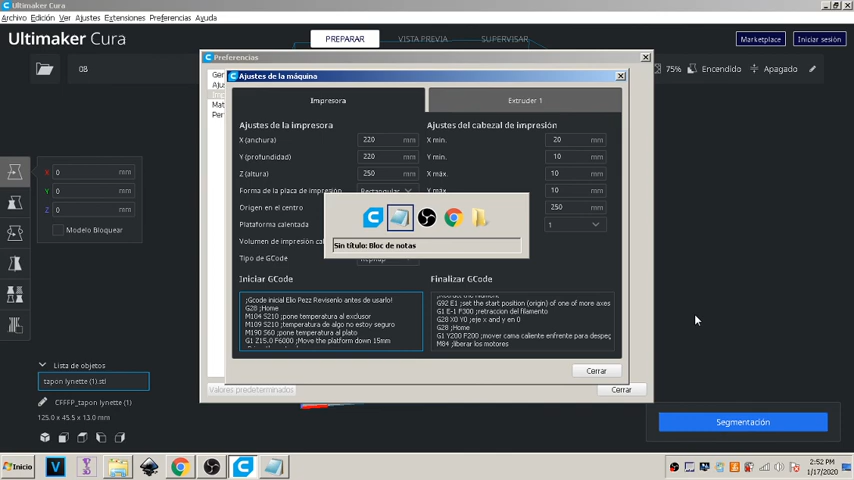 Ultimaker Cura
Archivo Edición Ver Ajustes Extensiones Preferencias Ayuda
Ultimaker Cura
PREPARAR
VISTA PREVIA
SUPERVISAR
Marketplace
Iniciar sesión
08
75%
Encendido
Apagado
Preferencias
Ajustes de la máquina
Impresora
Extruder 1
Ajustes de la impresora
X (anchura) 220 mm
Y (profundidad) 220 mm
Z (altura) 250 mm
Forma de la placa de impresión
Origen en el centro
Plataforma calentada
Volumen de impresión
Tipo de GCode
Ajustes del cabezal de impresión
X min. 20 mm
Y min. 10 mm
X máx. 10 mm
Y máx. 10 mm
250 mm
1
Sin título: Bloc de notas
Iniciar GCode
;Gcode inicial Elio Pezz Revisenlo antes de usarlo!
G28 ;Home
M104 S210 ;pone temperatura al exclusor
M109 S210 ;temperatura de algo no estoy seguro
M190 S60 ;pone temperatura al plato
G1 Z15.0 F6000 ;Move the platform down 15mm
Finalizar GCode
G92 E1 ;set the start position (origin) of one of more axes
G1 E-1 F300 ;retraccion del filamento
G28 X0 Y0 ;eje x and y en 0
G28 ;Home
G1 Y200 F200 ;mover cama caliente enfrente para despeg
M84 ;liberar los motores
Cerrar
Valores predeterminados
Cerrar
X 0 mm
Y 0 mm
Z 0 mm
Modelo Bloquear
Lista de objetos
tapon lynette (1).stl
CFFFP_tapon lynette (1)
125.0 x 45.5 x 13.0 mm
Segmentación
Inicio
2:52 PM
1/17/2020